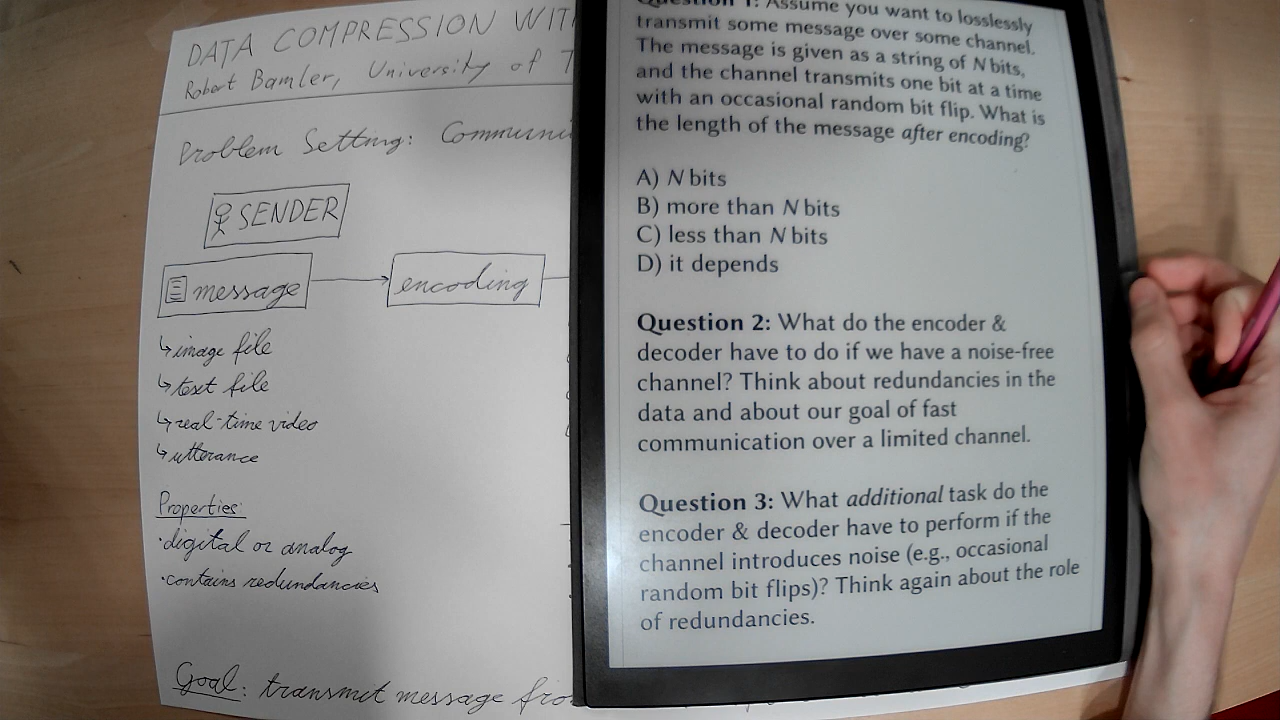 DATA COMPRESSION WITH
Robert Bamler, University of T
Problem Setting: Communi
SENDER
message
encoding
↳ image file
↳ text file
↳ real-time video
↳ utterance
Properties:
· digital or analog
· contains redundancies
Goal: transmit message fro
Question 1: Assume you want to losslessly
transmit some message over some channel.
The message is given as a string of N bits,
and the channel transmits one bit at a time
with an occasional random bit flip. What is
the length of the message after encoding?
A) N bits
B) more than N bits
C) less than N bits
D) it depends
Question 2: What do the encoder &
decoder have to do if we have a noise-free
channel? Think about redundancies in the
data and about our goal of fast
communication over a limited channel.
Question 3: What additional task do the
encoder & decoder have to perform if the
channel introduces noise (e.g., occasional
random bit flips)? Think again about the role
of redundancies.